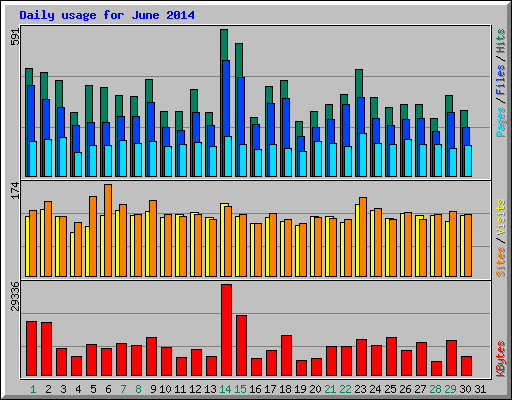 Daily usage for June 2014
591
Pages / Files / Hits
174
Sites / Visits
29336
KBytes
1 2 3 4 5 6 7 8 9 10 11 12 13 14 15 16 17 18 19 20 21 22 23 24 25 26 27 28 29 30 31